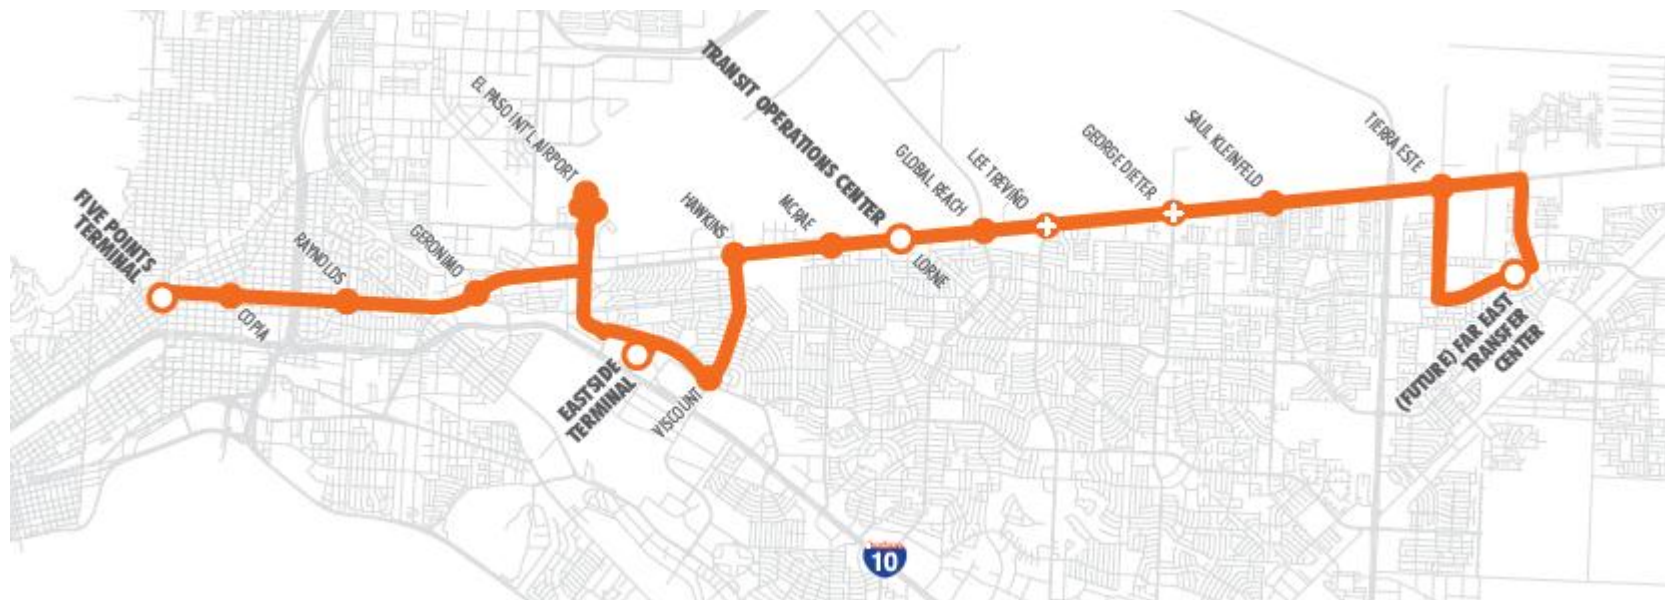 FIVE POINTS
TERMINAL
COPIA
RAYNOLDS
GERONIMO
EL PASO INT'L AIRPORT
EASTSIDE
TERMINAL
VISCOUNT
HAWKINS
MCRAE
TRANSIT OPERATIONS CENTER
LORNE
GLOBAL REACH
LEE TREVIÑO
GEORGE DIETER
SAUL KLEINFELD
TIERRA ESTE
(FUTURE) FAR EAST
TRANSFER
CENTER
10